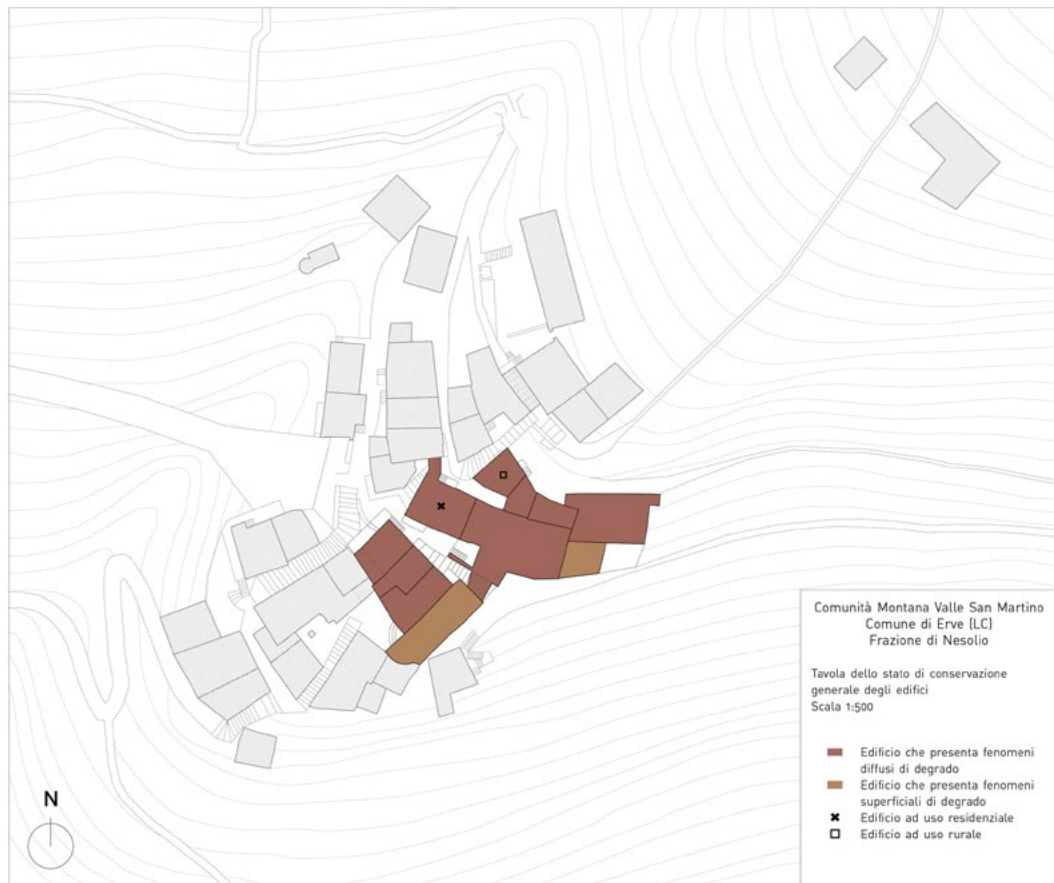 Comunità Montana Valle San Martino
Comune di Erve (LC)
Frazione di Nesolio
Tavola dello stato di conservazione
generale degli edifici
Scala 1:500
Edificio che presenta fenomeni
diffusi di degrado
Edificio che presenta fenomeni
superficiali di degrado
Edificio ad uso residenziale
Edificio ad uso rurale
N